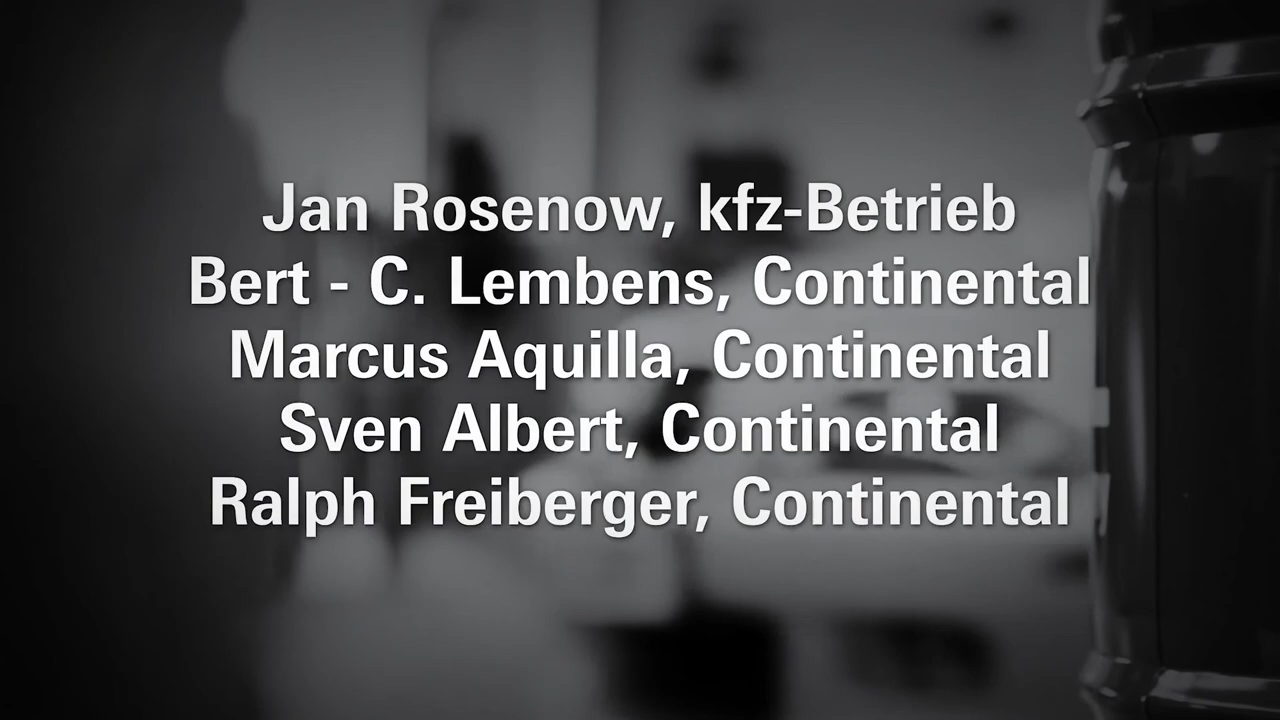 Jan Rosenow, kfz-Betrieb
Bert - C. Lembens, Continental
Marcus Aquilla, Continental
Sven Albert, Continental
Ralph Freiberger, Continental